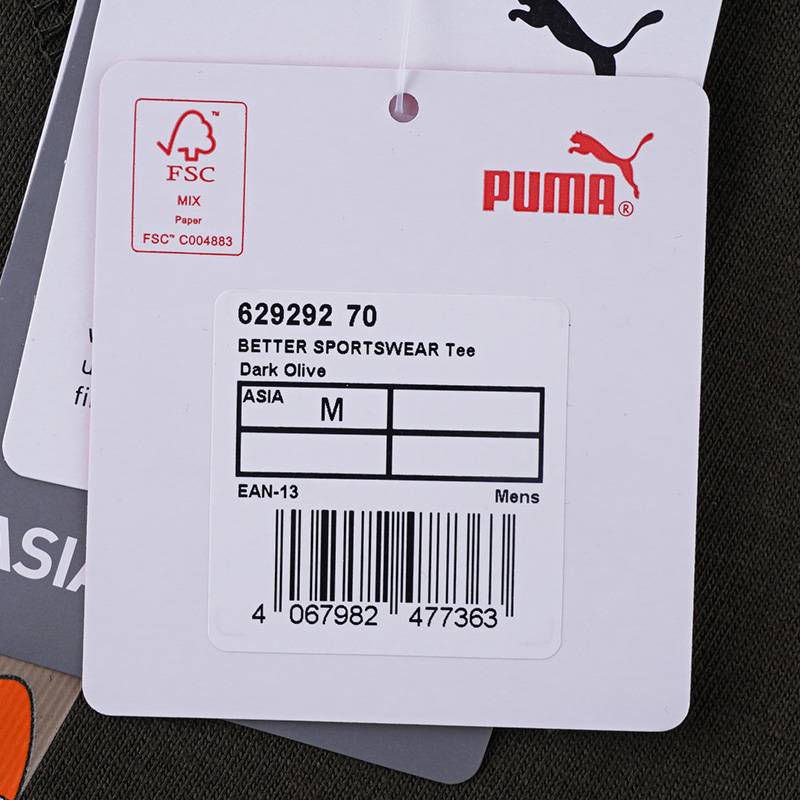 FSC™
MIX
Paper
FSC™ C004883
PUMA®
629292 70
BETTER SPORTSWEAR Tee
Dark Olive
ASIA M
EAN-13 Mens
4 067982 477363
ASIA